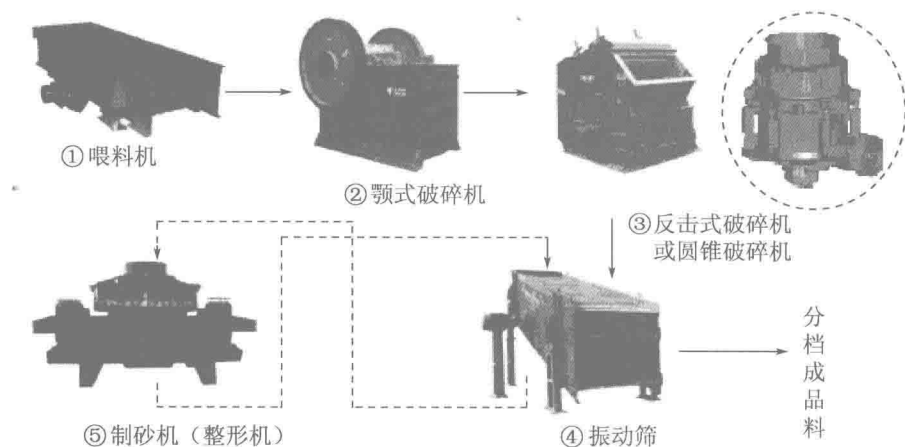 ①喂料机
②颚式破碎机
③反击式破碎机
或圆锥破碎机
分档成品料
⑤制砂机（整形机）
④振动筛